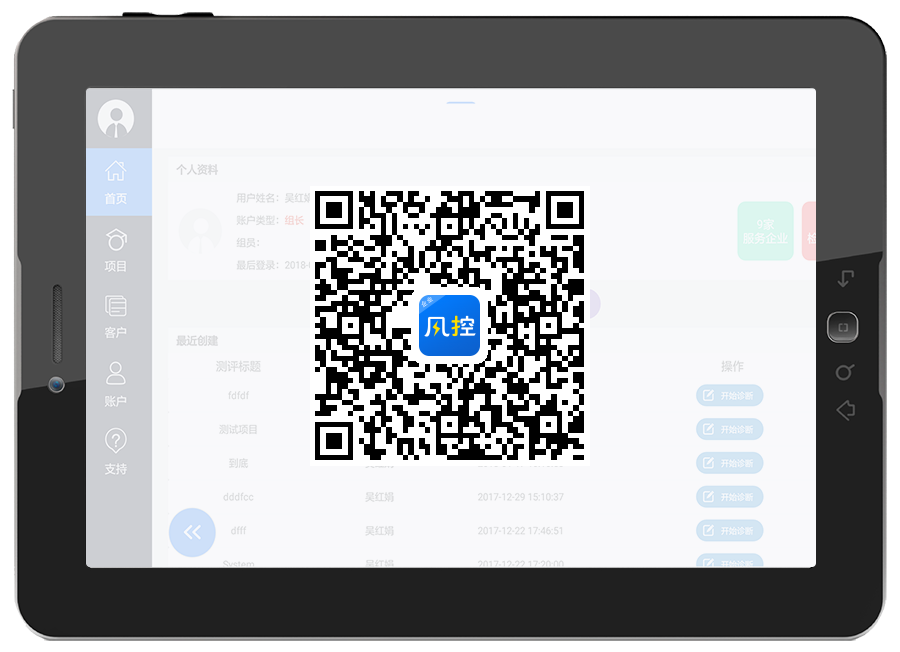 个人资料
首页
用户姓名：吴红娟
账户类型：组长
9家
服务企业
项目
组员：
最后登录：2018-
企业
风控
客户
最近创建
测评标题
操作
账户
fdfdf
开始诊断
测试项目
开始诊断
支持
到底
开始诊断
dddfcc
吴红娟
2017-12-29 15:10:37
开始诊断
dfff
吴红娟
2017-12-22 17:46:51
开始诊断
System
吴红娟
2017-12-22 17:20:00
开始诊断